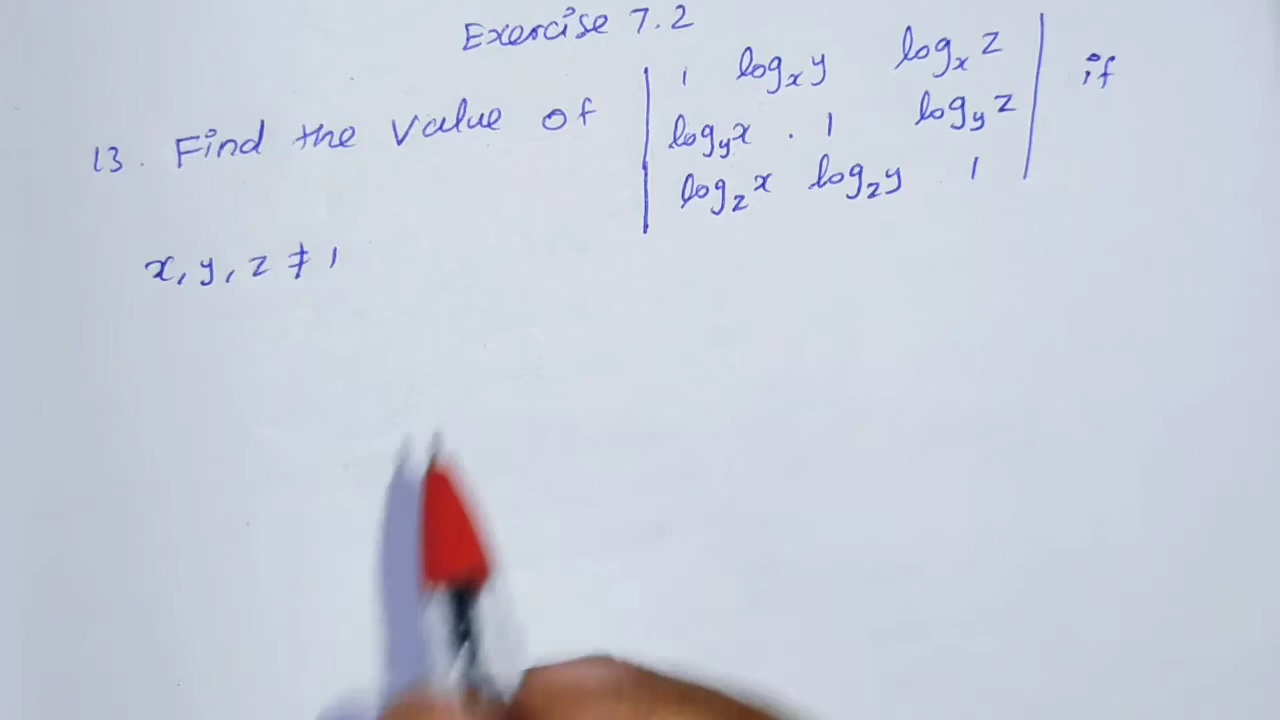 Exercise 7.2
13. Find the value of | 1 log_x y log_x z | if
| log_y x . 1 log_y z |
| log_z x log_z y 1 |
x, y, z ≠ 1